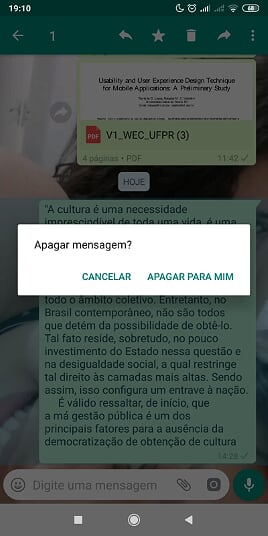 19:10
1
Usability and User Experience Design Technique
for Mobile Applications: A Preliminary Study
V1_WEC_UFPR (3)
PDF
4 páginas • PDF
11:42
HOJE
"A cultura é uma necessidade
imprescindível de toda uma vida, é uma
Apagar mensagem?
CANCELAR
APAGAR PARA MIM
todo o âmbito coletivo. Entretanto, no
Brasil contemporâneo, não são todos
que detém da possibilidade de obtê-lo.
Tal fato reside, sobretudo, no pouco
investimento do Estado nessa questão e
na desigualdade social, a qual restringe
tal direito às camadas mais altas. Sendo
assim, isso configura um entrave à nação.
É válido ressaltar, de início, que
a má gestão pública é um dos
principais fatores para a ausência da
democratização de obtenção de cultura
14:28
Digite uma mensagem